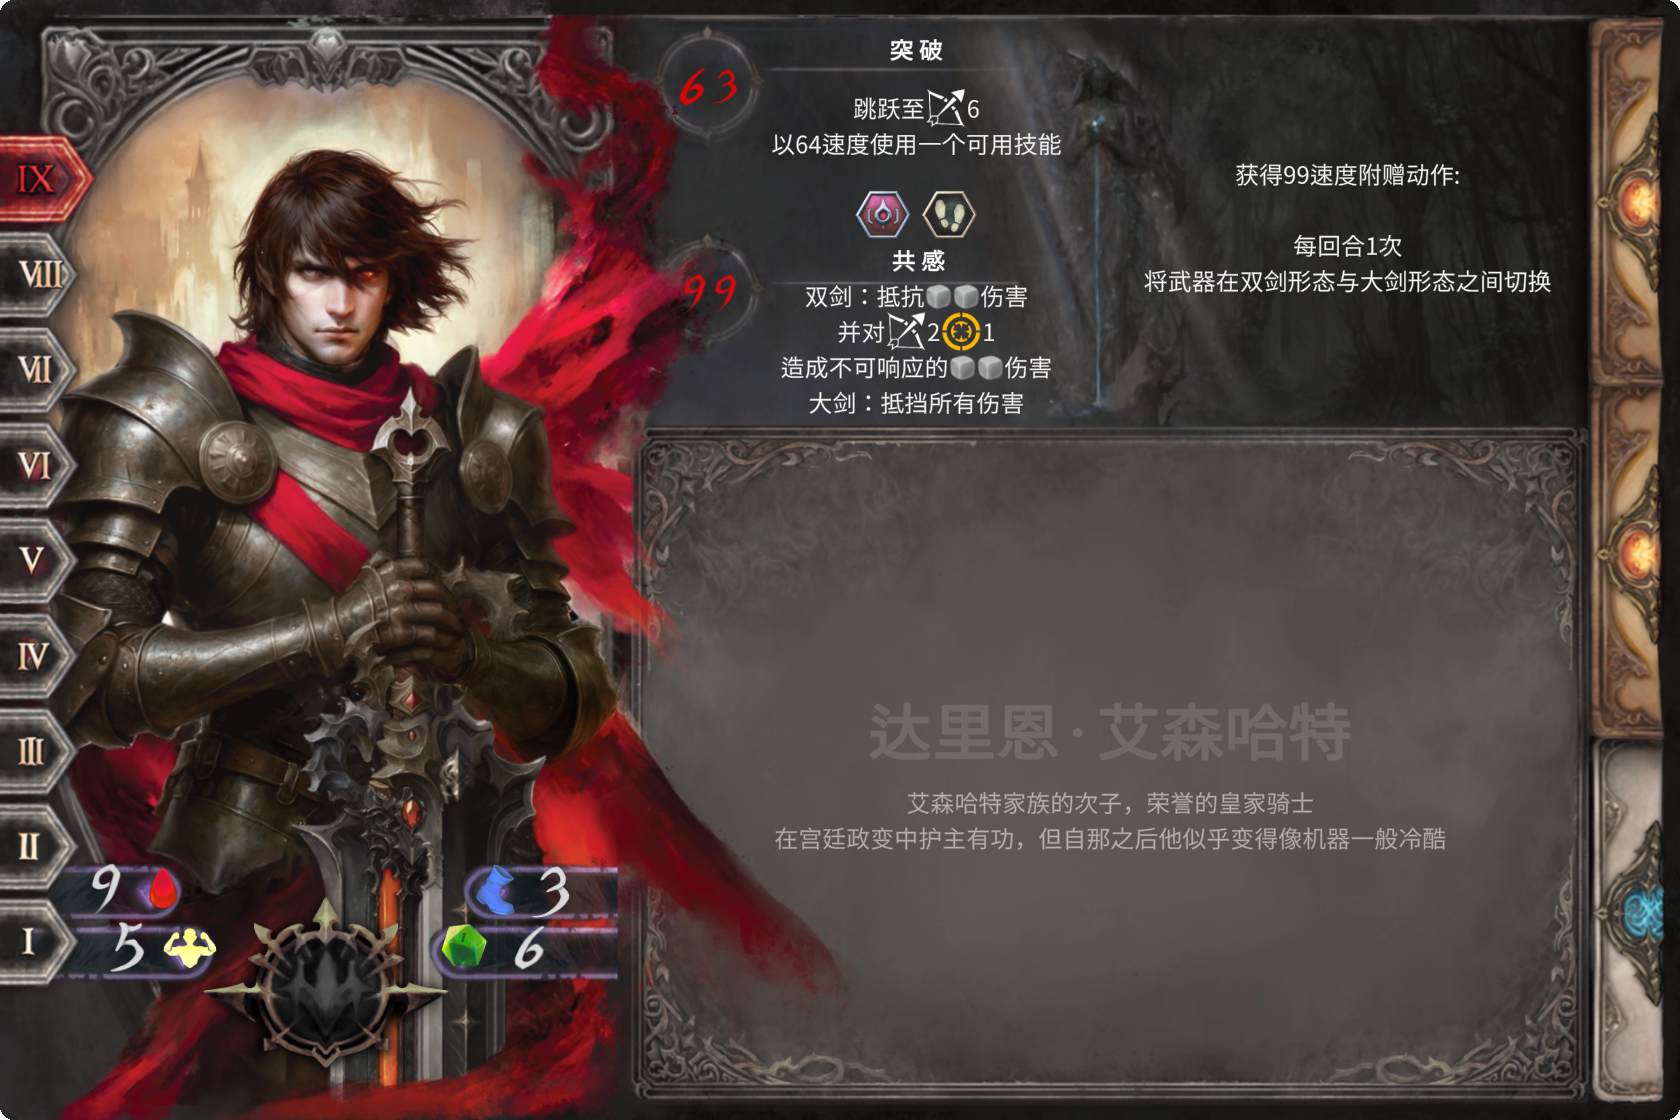 IX
VIII
VII
VI
V
IV
III
II
I
9
5
3
6
63
突破
跳跃至6
以64速度使用一个可用技能
99
共感
双剑：抵抗伤害
并对2 1
造成不可响应的伤害
大剑：抵挡所有伤害
获得99速度附赠动作:
每回合1次
将武器在双剑形态与大剑形态之间切换
达里恩·艾森哈特
艾森哈特家族的次子，荣誉的皇家骑士
在宫廷政变中护主有功，但自那之后他似乎变得像机器一般冷酷